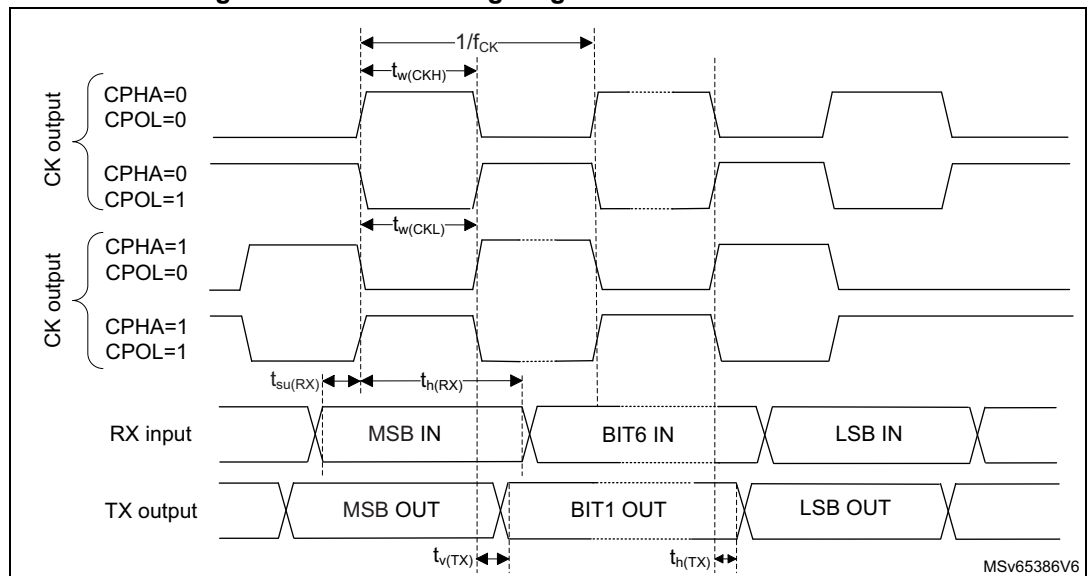 1/fCK
tw(CKH)
CK output
CPHA=0
CPOL=0
CPHA=0
CPOL=1
tw(CKL)
CK output
CPHA=1
CPOL=0
CPHA=1
CPOL=1
tsu(RX)
th(RX)
RX input
MSB IN
BIT6 IN
LSB IN
TX output
MSB OUT
BIT1 OUT
LSB OUT
tv(TX)
th(TX)
MSv65386V6